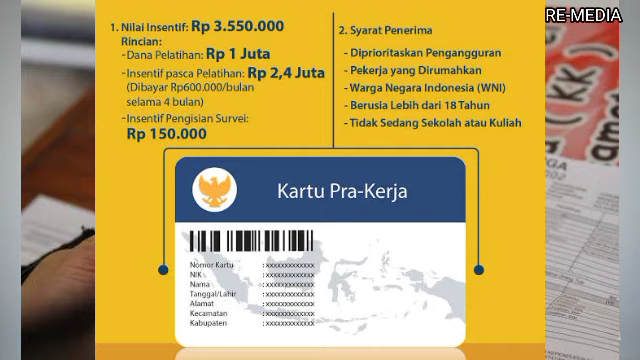 RE-MEDIA
1. Nilai Insentif: Rp 3.550.000
Rincian:
-Dana Pelatihan: Rp 1 Juta
-Insentif pasca Pelatihan: Rp 2,4 Juta
(Dibayar Rp600.000/bulan
selama 4 bulan)
-Insentif Pengisian Survei:
Rp 150.000
2. Syarat Penerima
- Diprioritaskan Pengangguran
- Pekerja yang Dirumahkan
- Warga Negara Indonesia (WNI)
- Berusia Lebih dari 18 Tahun
- Tidak Sedang Sekolah atau Kuliah
Kartu Pra-Kerja
Nomor Kartu : xxxxxxxxxxxxx
NIK : xxxxxxxxxxxxx
Nama : xxxxxxxxxxxxx
Tanggal/Lahir : xxxxxxxxxxxxx
Alamat : xxxxxxxxxxxxx
Kecamatan : xxxxxxxxxxxxx
Kabupaten : xxxxxxxxxxxxx
( KK )